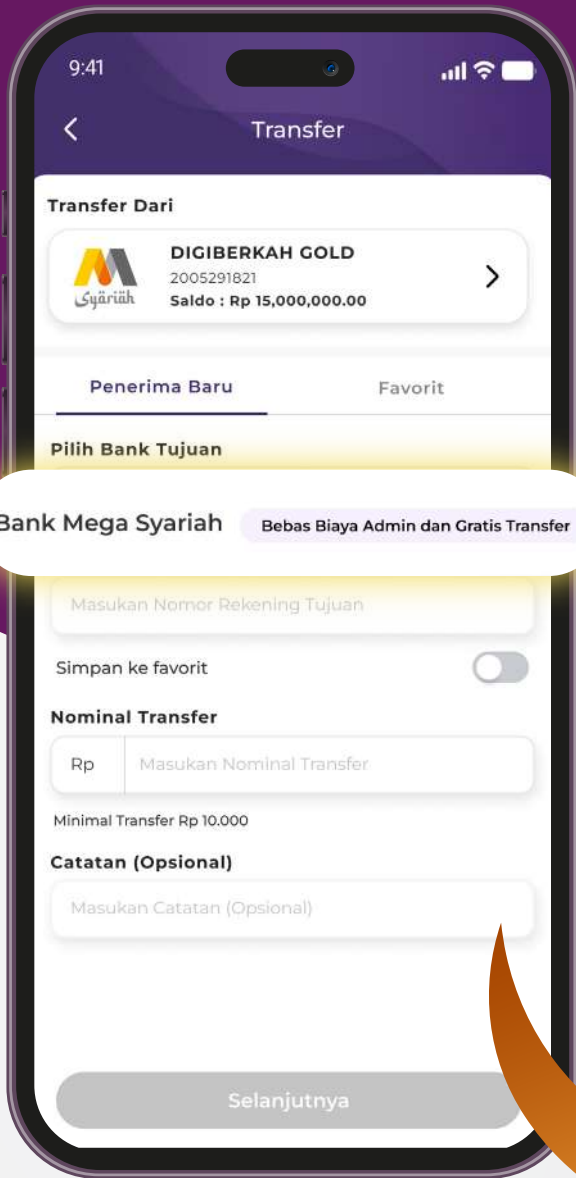 9:41
Transfer
Transfer Dari
DIGIBERKAH GOLD
2005291821
Syariah
Saldo : Rp 15,000,000.00
Penerima Baru
Favorit
Pilih Bank Tujuan
Bank Mega Syariah
Bebas Biaya Admin dan Gratis Transfer
Masukan Nomor Rekening Tujuan
Simpan ke favorit
Nominal Transfer
Rp
Masukan Nominal Transfer
Minimal Transfer Rp 10.000
Catatan (Opsional)
Masukan Catatan (Opsional)
Selanjutnya